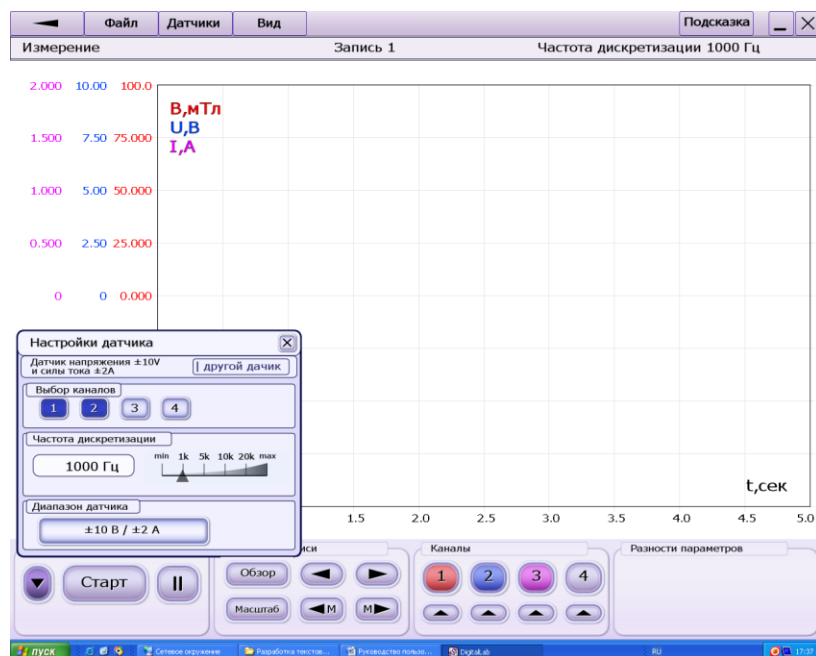 Файл Датчики Вид Подсказка
Измерение Запись 1 Частота дискретизации 1000 Гц
2.000 10.00 100.0
В,мТл
U,В
1.500 7.50 75.000
I,А
1.000 5.00 50.000
0.500 2.50 25.000
0 0 0.000
Настройки датчика
Датчик напряжения ±10V
и силы тока ±2А
| другой дачик
Выбор каналов
1 2 3 4
Частота дискретизации
1000 Гц
min 1k 5k 10k 20k max
Диапазон датчика
±10 В / ±2 А
t,сек
1.5 2.0 2.5 3.0 3.5 4.0 4.5 5.0
иси
Каналы
Разности параметров
Старт
Обзор
1 2 3 4
Масштаб
М М
пуск Сетевое окружение Разработка текстов... Руководство пользо... DigitalLab RU 17:37